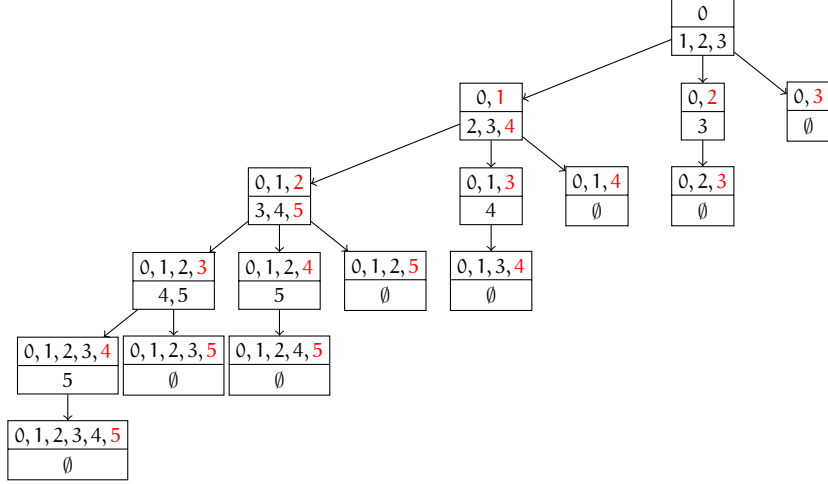 0
1, 2, 3
0, 1
2, 3, 4
0, 2
3
0, 3
∅
0, 1, 2
3, 4, 5
0, 1, 3
4
0, 1, 4
∅
0, 2, 3
∅
0, 1, 2, 3
4, 5
0, 1, 2, 4
5
0, 1, 2, 5
∅
0, 1, 3, 4
∅
0, 1, 2, 3, 4
5
0, 1, 2, 3, 5
∅
0, 1, 2, 4, 5
∅
0, 1, 2, 3, 4, 5
∅